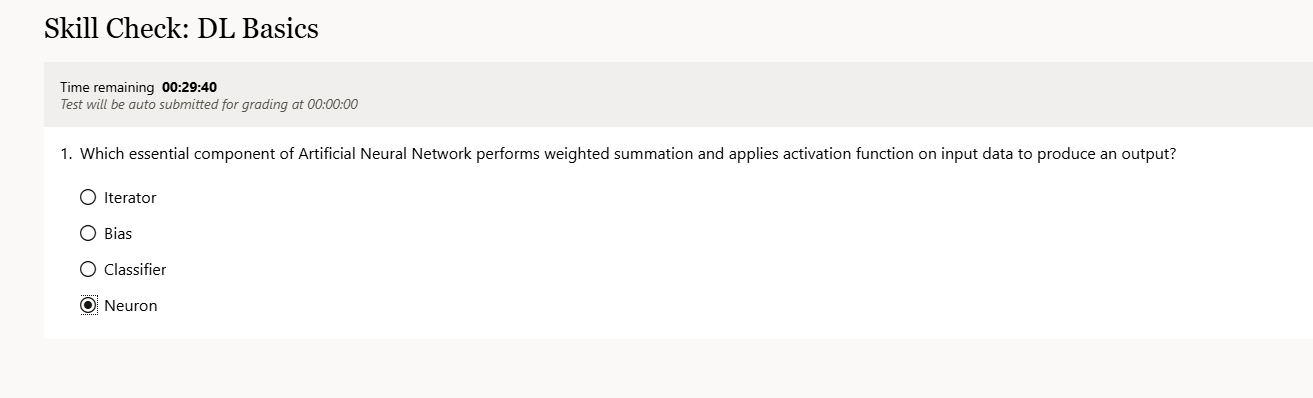 Skill Check: DL Basics
Time remaining 00:29:40
Test will be auto submitted for grading at 00:00:00
1. Which essential component of Artificial Neural Network performs weighted summation and applies activation function on input data to produce an output?
Iterator
Bias
Classifier
Neuron